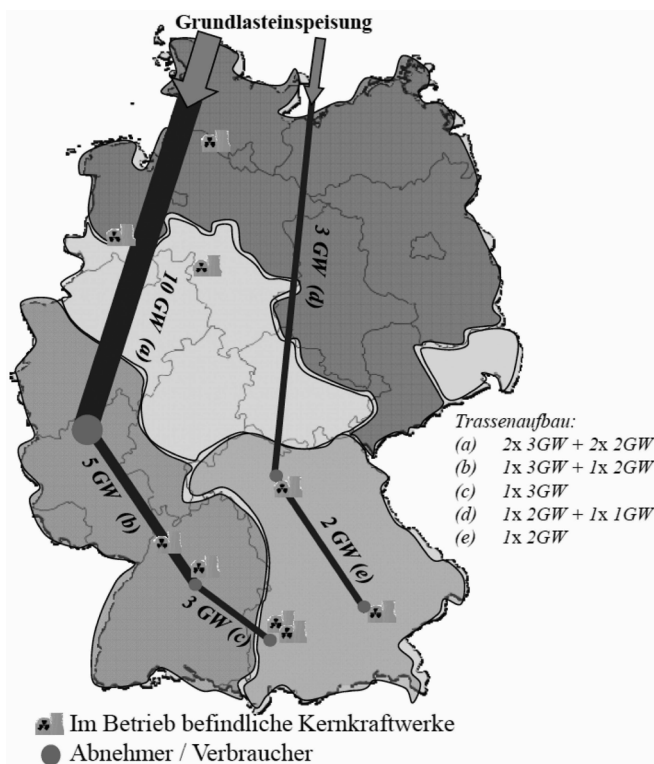 Grundlasteinspeisung
3 GW (d)
10 GW (a)
Trassenaufbau:
(a) 2x 3GW + 2x 2GW
(b) 1x 3GW + 1x 2GW
(c) 1x 3GW
(d) 1x 2GW + 1x 1GW
(e) 1x 2GW
5 GW (b)
2 GW (e)
3 GW (c)
Im Betrieb befindliche Kernkraftwerke
Abnehmer / Verbraucher